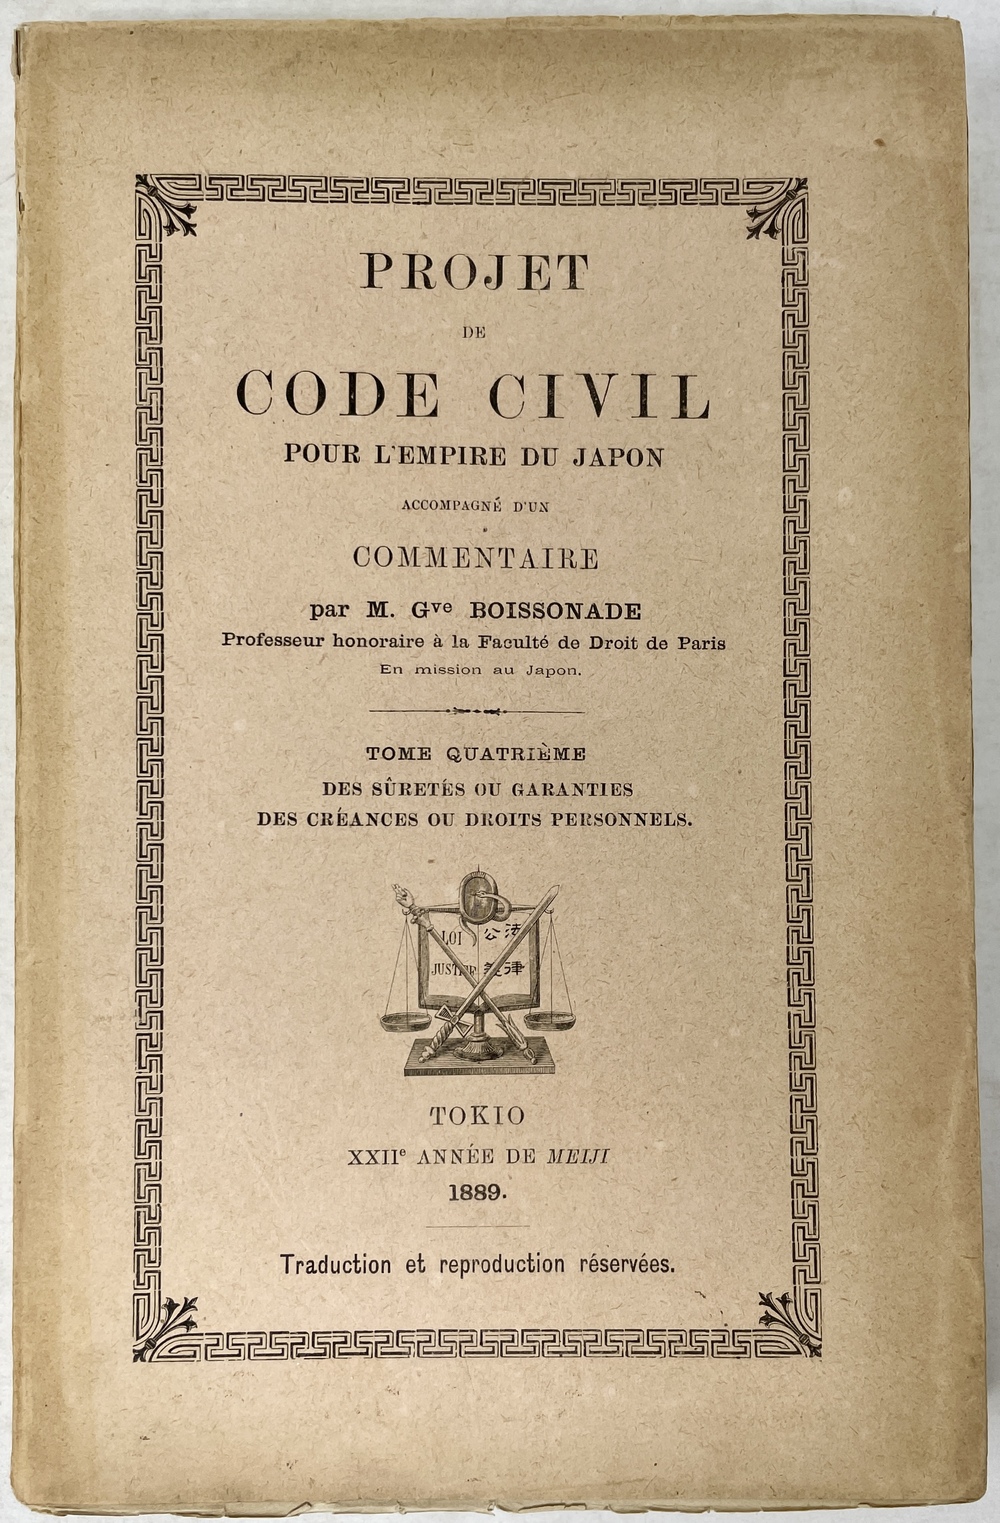 PROJET
DE
CODE CIVIL
POUR L'EMPIRE DU JAPON
ACCOMPAGNÉ D'UN
COMMENTAIRE
par M. Gve BOISSONADE
Professeur honoraire à la Faculté de Droit de Paris
En mission au Japon.
TOME QUATRIÈME
DES SÛRETÉS OU GARANTIES
DES CRÉANCES OU DROITS PERSONNELS.
LOI 公法
JUSTICE 義律
TOKIO
XXIIe ANNÉE DE MEIJI
1889.
Traduction et reproduction réservées.